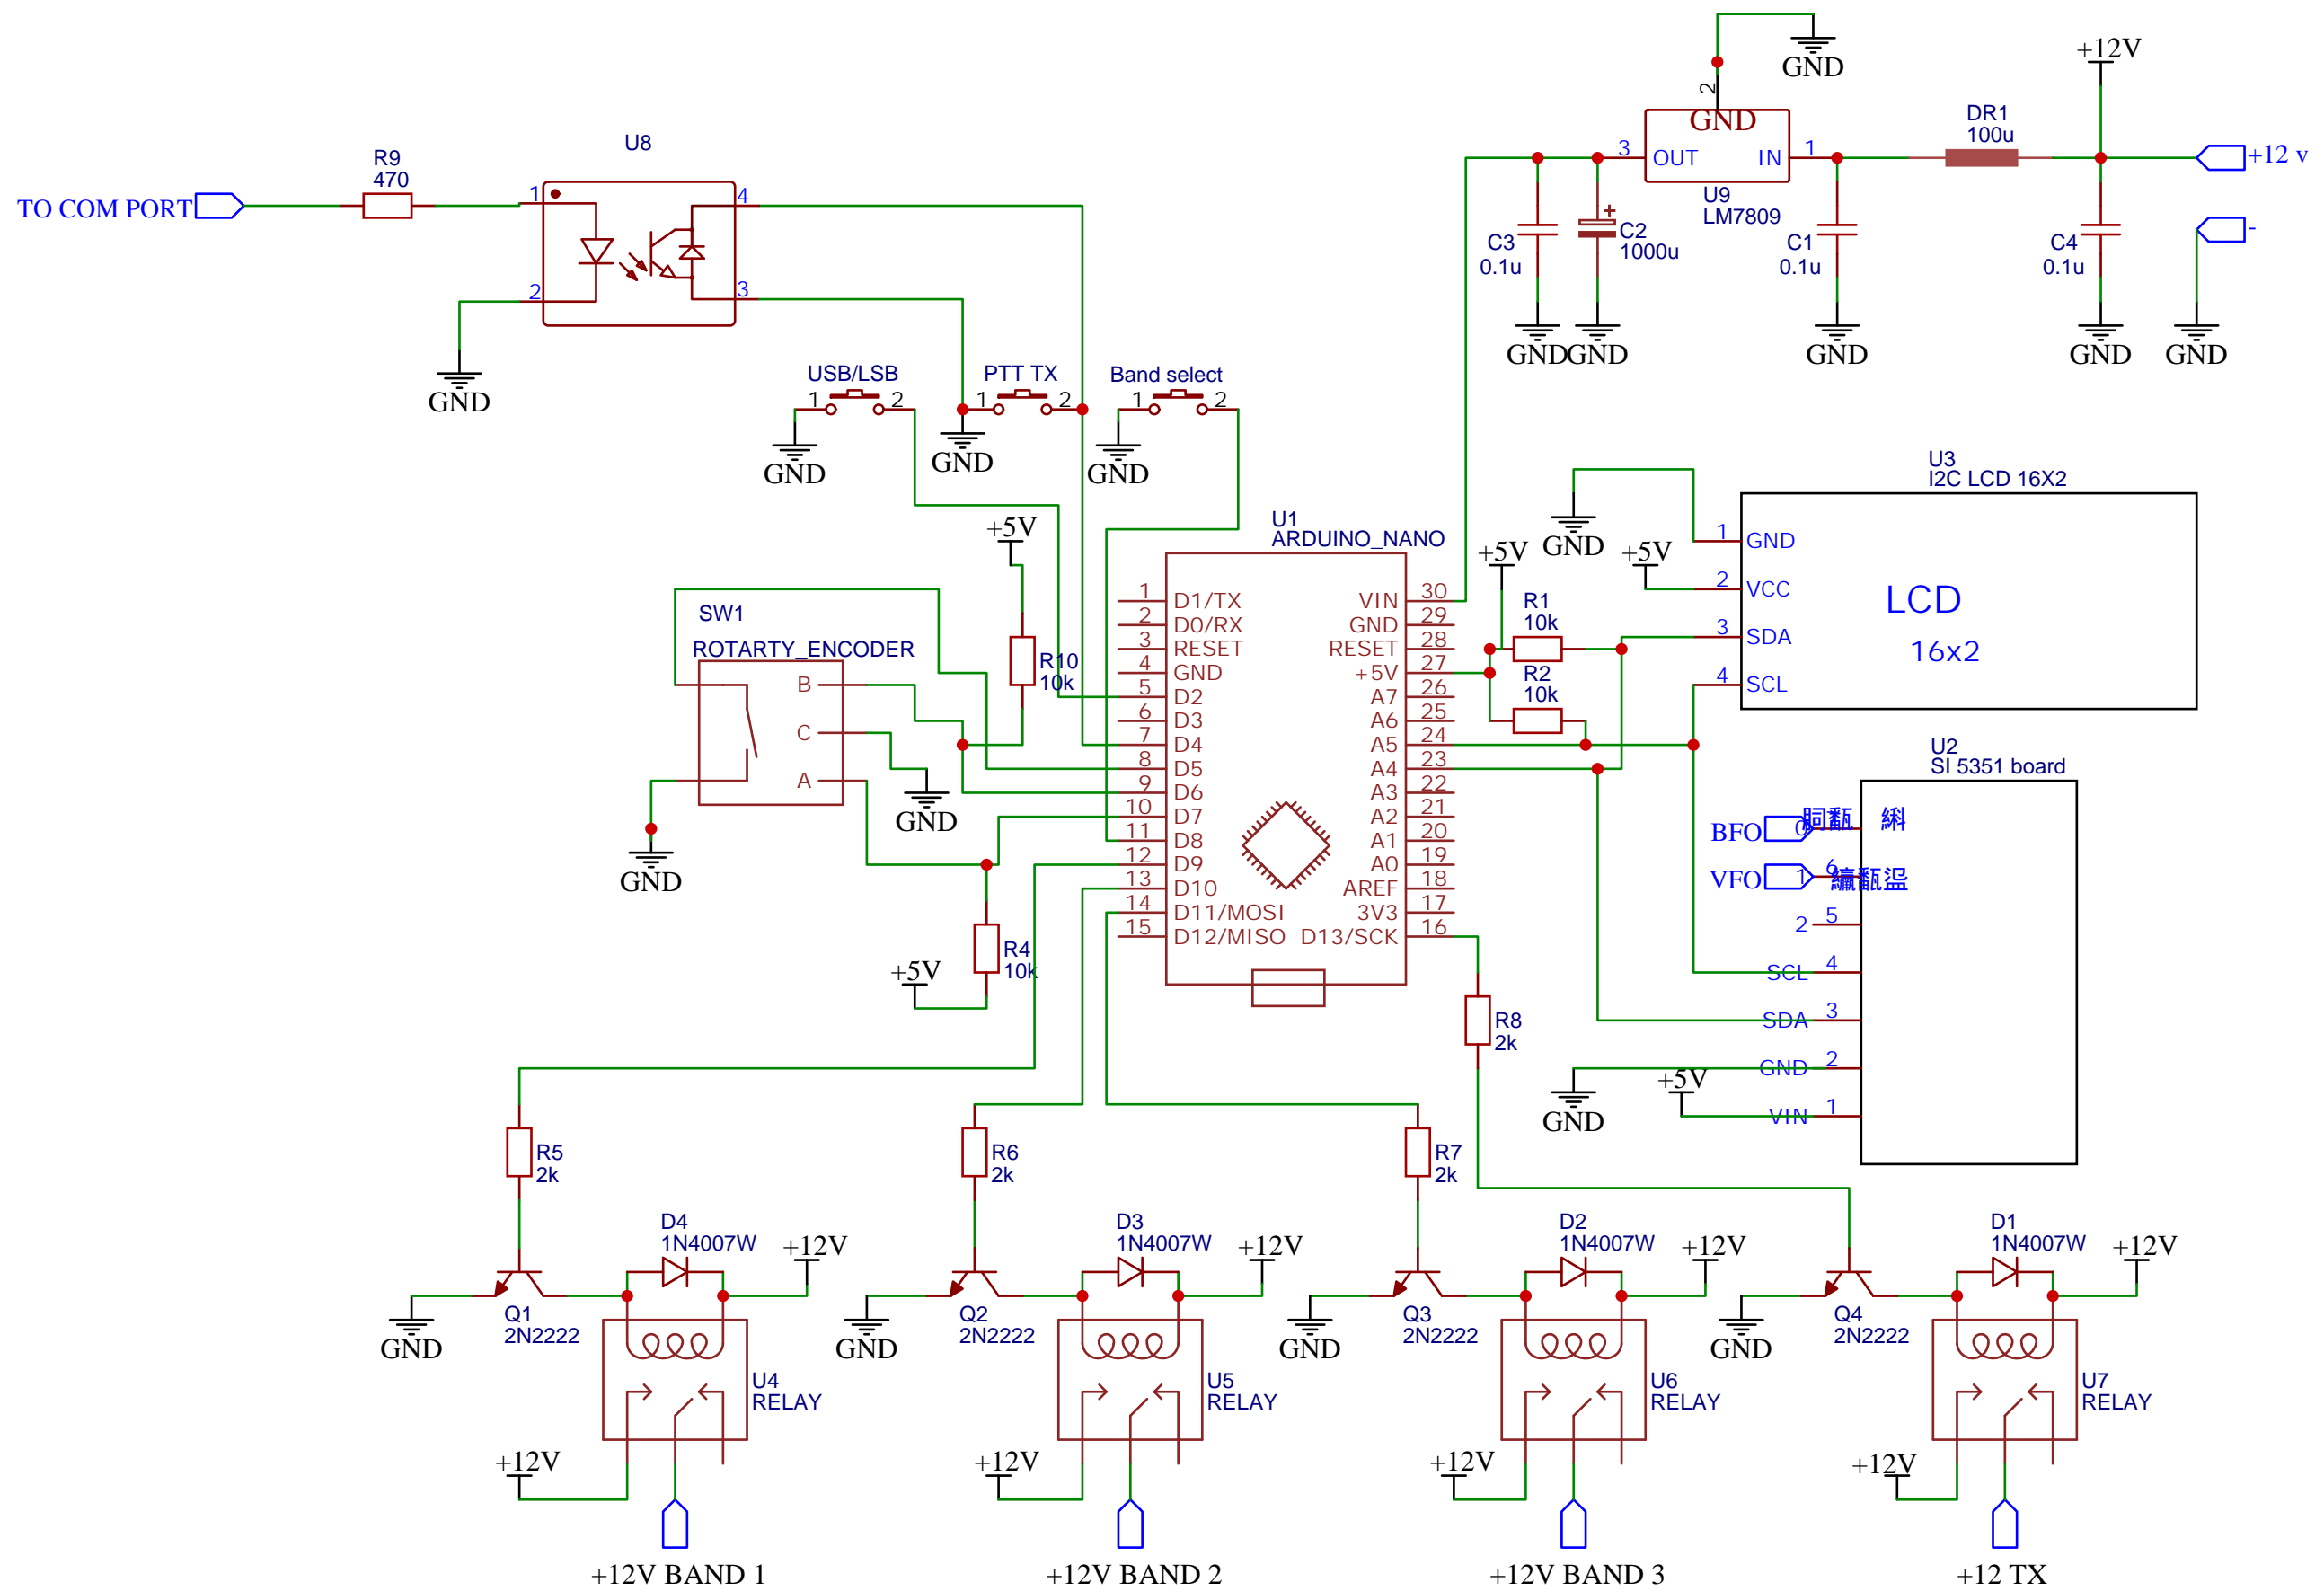 GND
+12V
DR1
100u
GND
2
3
OUT
IN
1
+12 v
U9
LM7809
U8
R9
470
TO COM PORT
1
4
2
3
GND
C3
0.1u
C2
1000u
C1
0.1u
C4
0.1u
-
GND
GND
GND
GND
GND
USB/LSB
1
2
PTT TX
1
2
Band select
1
2
GND
GND
GND
+5V
R10
10k
SW1
ROTARTY_ENCODER
B
C
A
GND
GND
R4
10k
+5V
U1
ARDUINO_NANO
1 D1/TX
2 D0/RX
3 RESET
4 GND
5 D2
6 D3
7 D4
8 D5
9 D6
10 D7
11 D8
12 D9
13 D10
14 D11/MOSI
15 D12/MISO
VIN 30
GND 29
RESET 28
+5V 27
A7 26
A6 25
A5 24
A4 23
A3 22
A2 21
A1 20
A0 19
AREF 18
3V3 17
D13/SCK 16
+5V
R1
10k
R2
10k
GND
+5V
U3
I2C LCD 16X2
1 GND
2 VCC
3 SDA
4 SCL
LCD
16x2
U2
SI 5351 board
BFO
0
VFO
1
6
2 5
SCL 4
SDA 3
GND 2
VIN 1
GND
+5V
R8
2k
R5
2k
R6
2k
R7
2k
D4
1N4007W
+12V
Q1
2N2222
GND
U4
RELAY
+12V
+12V BAND 1
D3
1N4007W
+12V
Q2
2N2222
GND
U5
RELAY
+12V
+12V BAND 2
D2
1N4007W
+12V
Q3
2N2222
GND
U6
RELAY
+12V
+12V BAND 3
D1
1N4007W
+12V
Q4
2N2222
GND
U7
RELAY
+12V
+12 TX